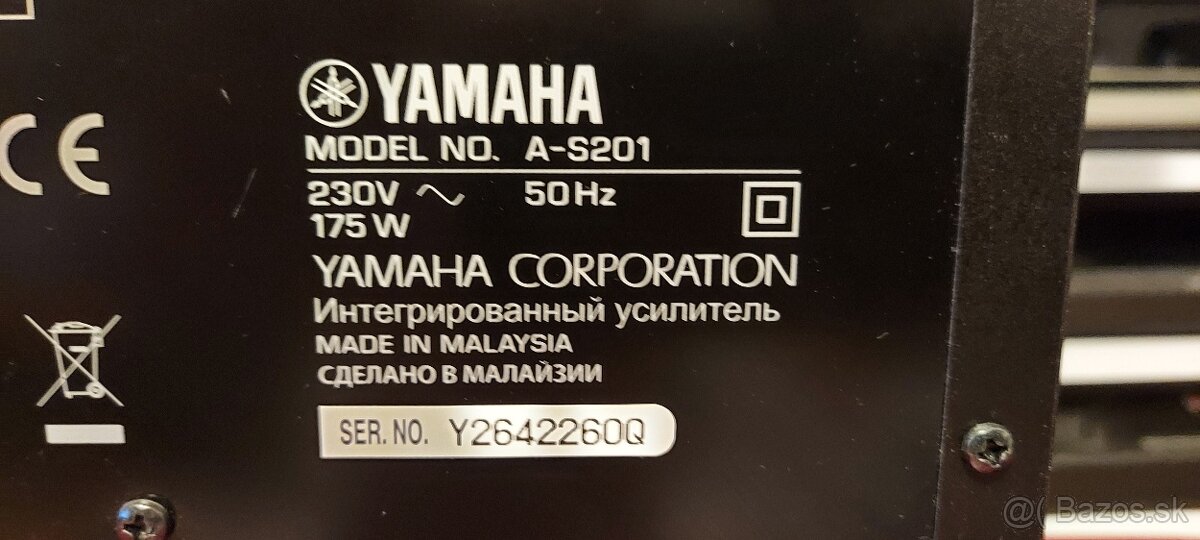 YAMAHA
MODEL NO. A-S201
230V ~ 50Hz
175 W
YAMAHA CORPORATION
Интегрированный усилитель
MADE IN MALAYSIA
СДЕЛАНО В МАЛАЙЗИИ
SER. NO. Y2642260Q
CE
@( Bazos.sk